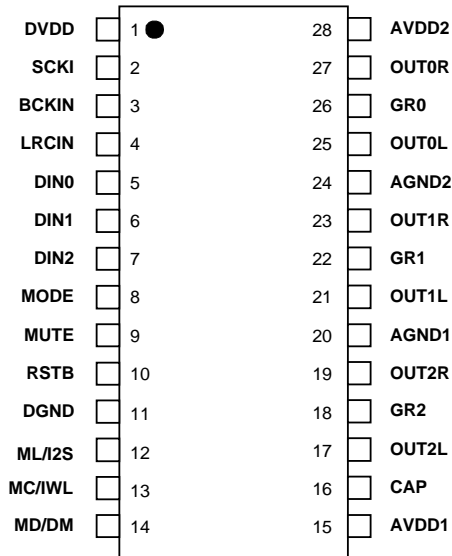 DVDD 1 28 AVDD2
SCKI 2 27 OUT0R
BCKIN 3 26 GR0
LRCIN 4 25 OUT0L
DIN0 5 24 AGND2
DIN1 6 23 OUT1R
DIN2 7 22 GR1
MODE 8 21 OUT1L
MUTE 9 20 AGND1
RSTB 10 19 OUT2R
DGND 11 18 GR2
ML/I2S 12 17 OUT2L
MC/IWL 13 16 CAP
MD/DM 14 15 AVDD1